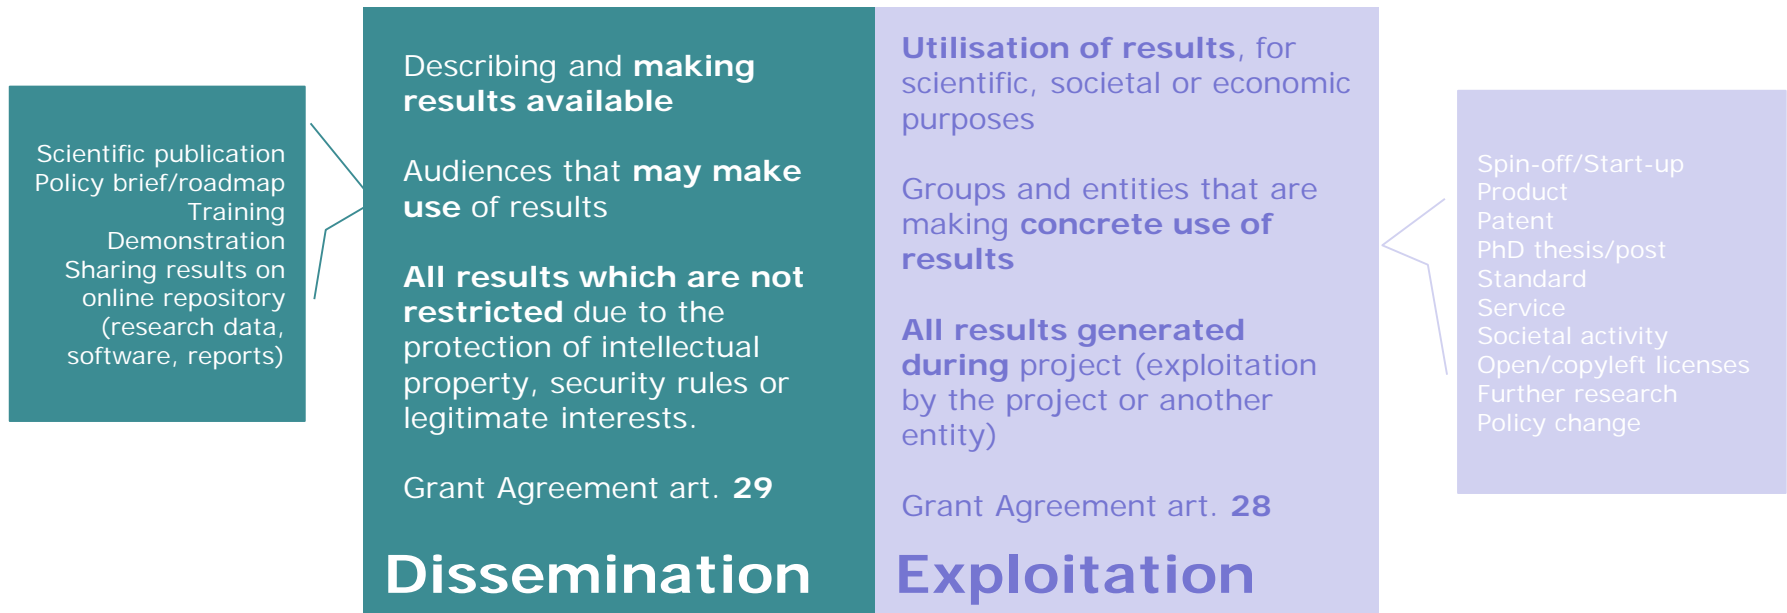 Scientific publication
Policy brief/roadmap
Training
Demonstration
Sharing results on
online repository
(research data,
software, reports)
Describing and making
results available
Audiences that may make
use of results
All results which are not
restricted due to the
protection of intellectual
property, security rules or
legitimate interests.
Grant Agreement art. 29
Dissemination
Utilisation of results, for
scientific, societal or economic
purposes
Groups and entities that are
making concrete use of
results
All results generated
during project (exploitation
by the project or another
entity)
Grant Agreement art. 28
Exploitation
Spin-off/Start-up
Product
Patent
PhD thesis/post
Standard
Service
Societal activity
Open/copyleft licenses
Further research
Policy change